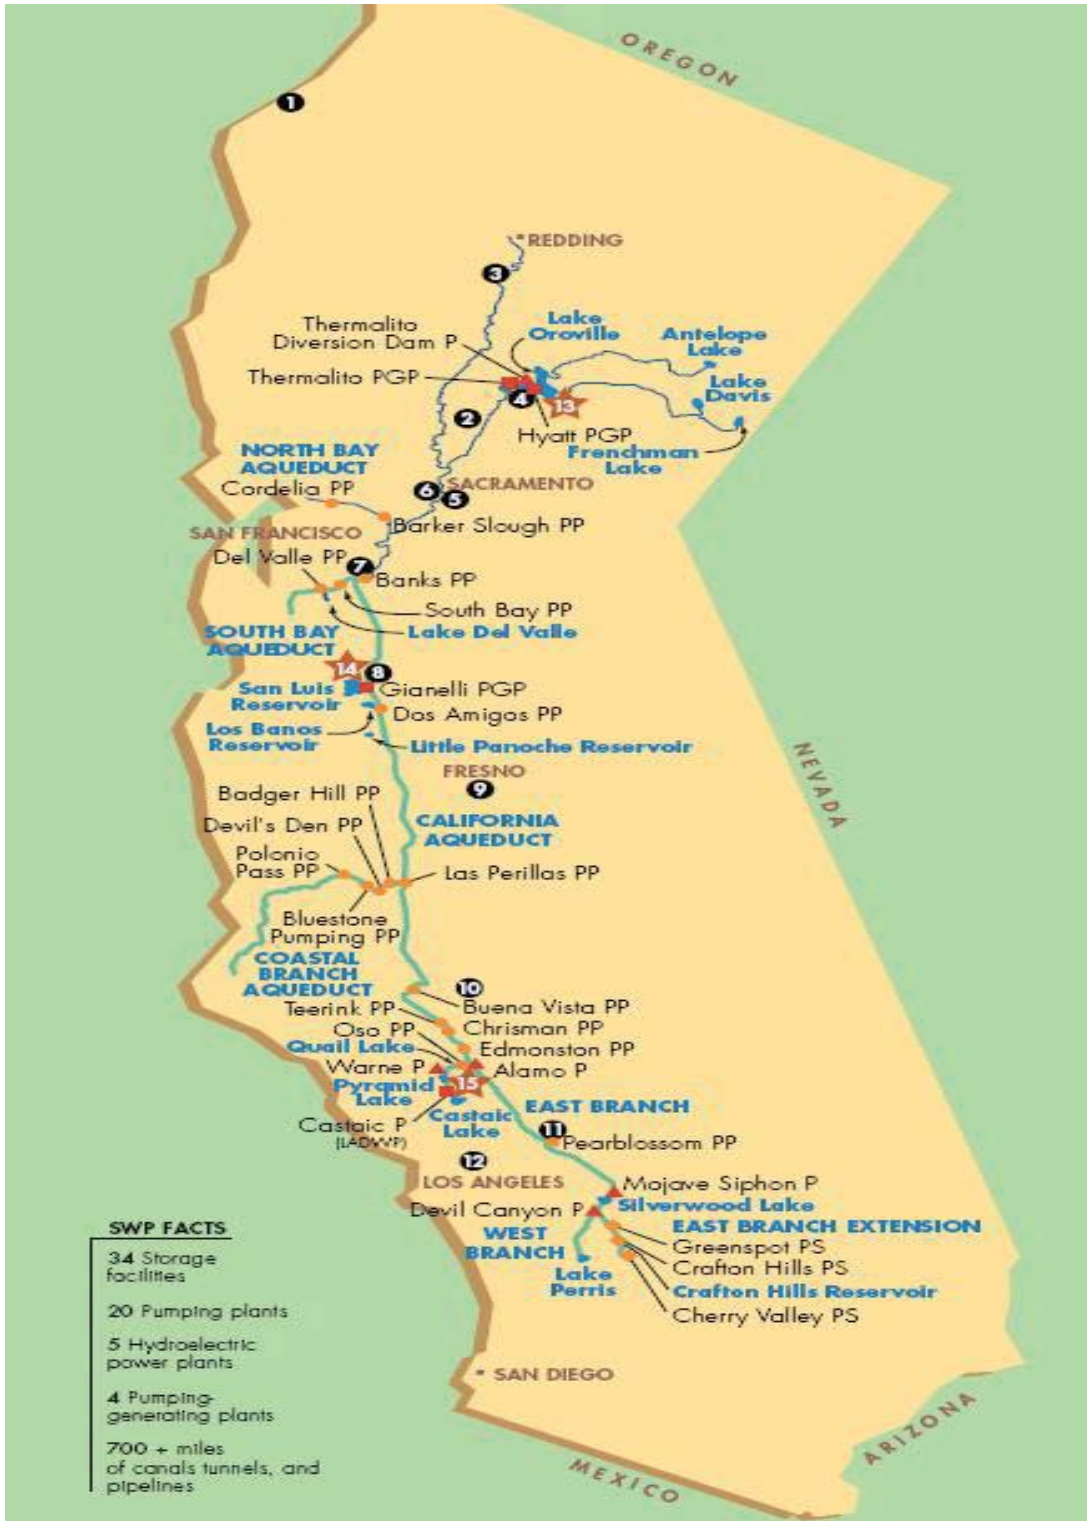 OREGON
1
REDDING
3
Thermalito
Diversion Dam P
Lake
Oroville
Antelope
Lake
Thermalito PGP
Lake
Davis
4
13
2
Hyatt PGP
Frenchman
Lake
NORTH BAY
AQUEDUCT
Cordelia PP
6
SACRAMENTO
5
Barker Slough PP
SAN FRANCISCO
Del Valle PP
7
Banks PP
South Bay PP
SOUTH BAY
AQUEDUCT
Lake Del Valle
14
8
San Luis
Reservoir
Gianelli PGP
Dos Amigos PP
Los Banos
Reservoir
Little Panoche Reservoir
NEVADA
FRESNO
9
Badger Hill PP
CALIFORNIA
AQUEDUCT
Devil's Den PP
Polonio
Pass PP
Las Perillas PP
Bluestone
Pumping PP
COASTAL
BRANCH
AQUEDUCT
10
Teerink PP
Buena Vista PP
Oso PP
Chrisman PP
Quail Lake
Edmonston PP
Warne P
Alamo P
Pyramid
Lake
15
Castaic P
(LADWP)
Castaic
Lake
EAST BRANCH
11
Pearblossom PP
12
LOS ANGELES
Mojave Siphon P
Silverwood Lake
Devil Canyon P
WEST
BRANCH
EAST BRANCH EXTENSION
Greenspot PS
Crafton Hills PS
Lake
Perris
Crafton Hills Reservoir
Cherry Valley PS
SAN DIEGO
ARIZONA
MEXICO
SWP FACTS
34 Storage
facilities
20 Pumping plants
5 Hydroelectric
power plants
4 Pumping-
generating plants
700 + miles
of canals tunnels, and
pipelines